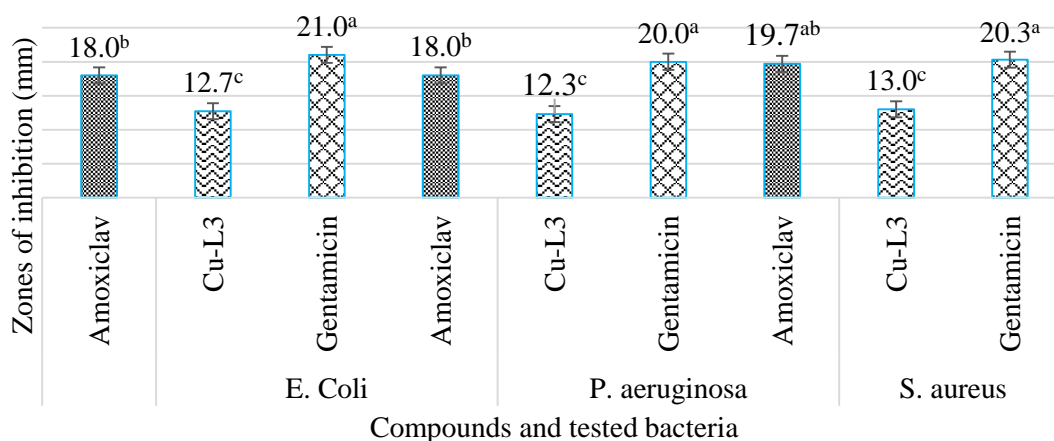 Zones of inhibition (mm)
18.0ᵇ 12.7ᶜ 21.0ᵃ 18.0ᵇ 12.3ᶜ 20.0ᵃ 19.7ᵃᵇ 13.0ᶜ 20.3ᵃ
Amoxiclav
Cu-L3
Gentamicin
Amoxiclav
Cu-L3
Gentamicin
Amoxiclav
Cu-L3
Gentamicin
E. Coli P. aeruginosa S. aureus
Compounds and tested bacteria